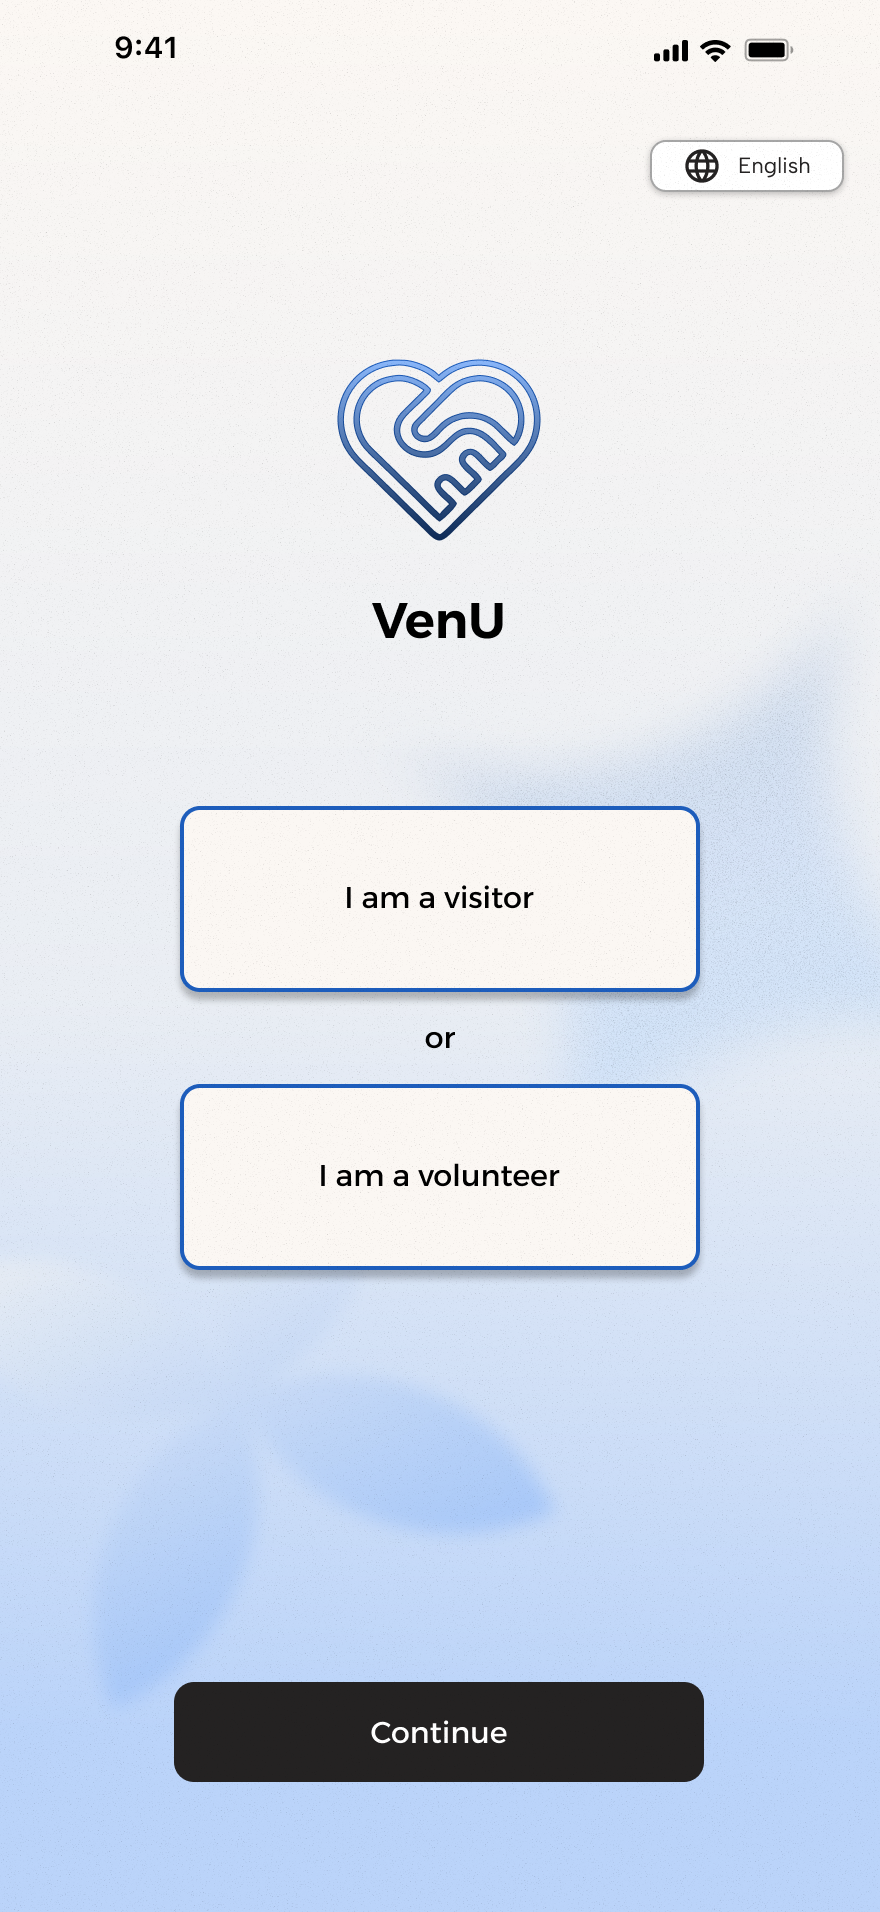 9:41
English
VenU
I am a visitor
or
I am a volunteer
Continue